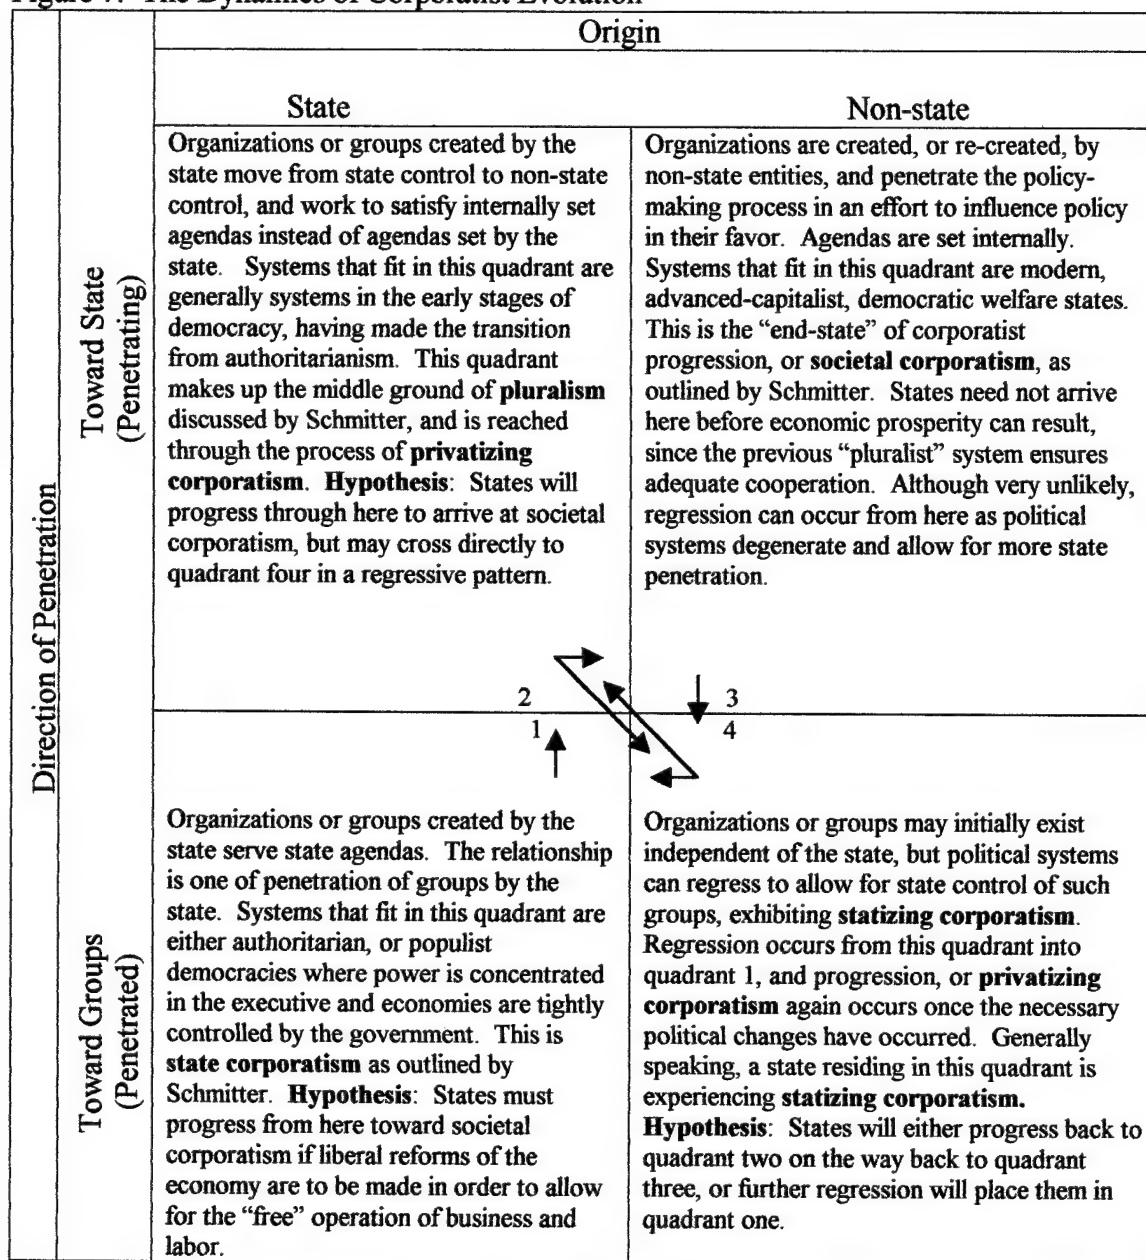 Figure The Dynamics of Corporatist Evolution
Origin
State
Non-state
Direction of Penetration
Toward State
(Penetrating)
Organizations or groups created by the
state move from state control to non-state
control, and work to satisfy internally set
agendas instead of agendas set by the
state. Systems that fit in this quadrant are
generally systems in the early stages of
democracy, having made the transition
from authoritarianism. This quadrant
makes up the middle ground of pluralism
discussed by Schmitter, and is reached
through the process of privatizing
corporatism. Hypothesis: States will
progress through here to arrive at societal
corporatism, but may cross directly to
quadrant four in a regressive pattern.
Organizations are created, or re-created, by
non-state entities, and penetrate the policy-
making process in an effort to influence policy
in their favor. Agendas are set internally.
Systems that fit in this quadrant are modern,
advanced-capitalist, democratic welfare states.
This is the “end-state” of corporatist
progression, or societal corporatism, as
outlined by Schmitter. States need not arrive
here before economic prosperity can result,
since the previous “pluralist” system ensures
adequate cooperation. Although very unlikely,
regression can occur from here as political
systems degenerate and allow for more state
penetration.
2
3
1
4
Toward Groups
(Penetrated)
Organizations or groups created by the
state serve state agendas. The relationship
is one of penetration of groups by the
state. Systems that fit in this quadrant are
either authoritarian, or populist
democracies where power is concentrated
in the executive and economies are tightly
controlled by the government. This is
state corporatism as outlined by
Schmitter. Hypothesis: States must
progress from here toward societal
corporatism if liberal reforms of the
economy are to be made in order to allow
for the “free” operation of business and
labor.
Organizations or groups may initially exist
independent of the state, but political systems
can regress to allow for state control of such
groups, exhibiting statizing corporatism.
Regression occurs from this quadrant into
quadrant 1, and progression, or privatizing
corporatism again occurs once the necessary
political changes have occurred. Generally
speaking, a state residing in this quadrant is
experiencing statizing corporatism.
Hypothesis: States will either progress back to
quadrant two on the way back to quadrant
three, or further regression will place them in
quadrant one.